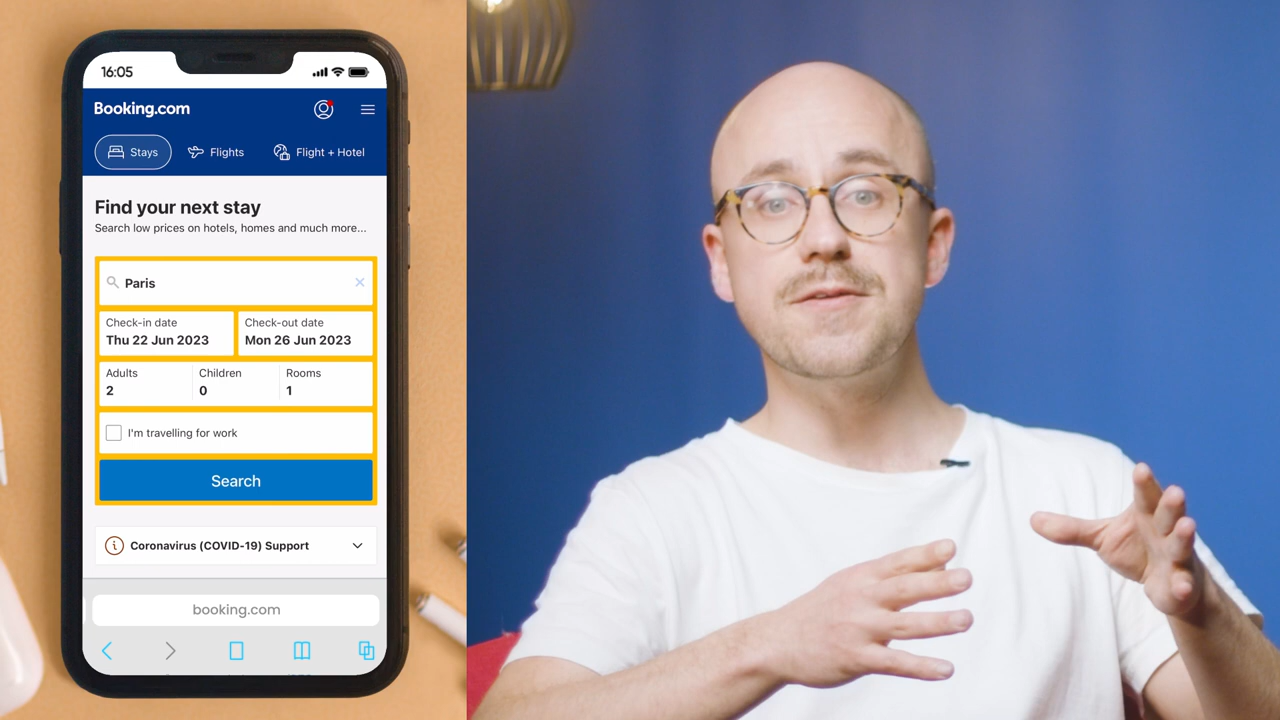 16:05
Booking.com
Stays Flights Flight + Hotel
Find your next stay
Search low prices on hotels, homes and much more...
Paris
Check-in date Check-out date
Thu 22 Jun 2023 Mon 26 Jun 2023
Adults Children Rooms
2 0 1
I'm travelling for work
Search
Coronavirus (COVID-19) Support
booking.com